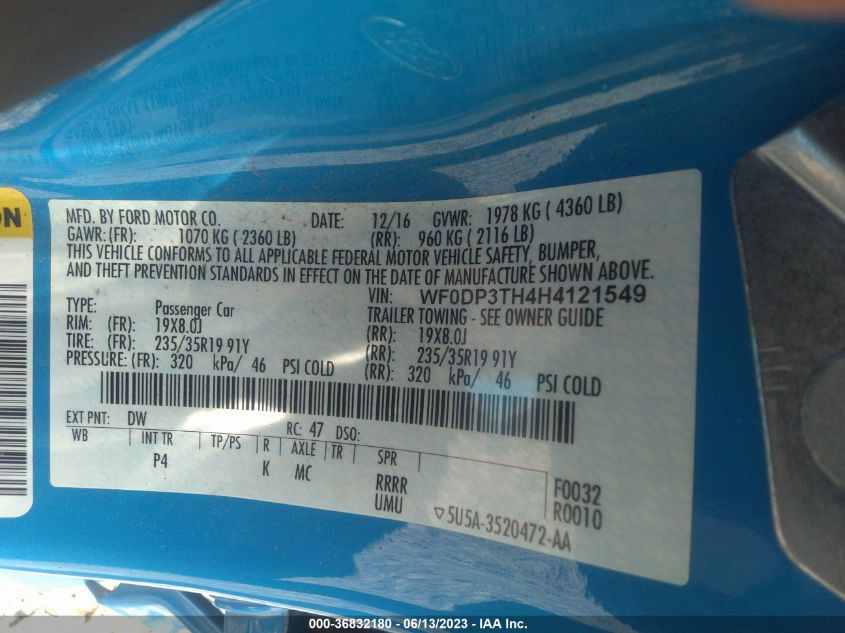 Ford
ON
MFD. BY FORD MOTOR CO. DATE: 12/16 GVWR: 1978 KG ( 4360 LB)
GAWR:(FR): 1070 KG ( 2360 LB) (RR): 960 KG ( 2116 LB)
THIS VEHICLE CONFORMS TO ALL APPLICABLE FEDERAL MOTOR VEHICLE SAFETY, BUMPER,
AND THEFT PREVENTION STANDARDS IN EFFECT ON THE DATE OF MANUFACTURE SHOWN ABOVE.
VIN: WF0DP3TH4H4121549
TYPE: Passenger Car TRAILER TOWING - SEE OWNER GUIDE
RIM: (FR): 19X8.0J (RR): 19X8.0J
TIRE: (FR): 235/35R19 91Y (RR): 235/35R19 91Y
PRESSURE:(FR): 320 kPa/ 46 PSI COLD (RR): 320 kPa/ 46 PSI COLD
EXT PNT: DW RC: 47 DSO:
WB INT TR TP/PS R AXLE TR SPR
P4 K MC RRRR F0032
UMU R0010
▽5U5A-3520472-AA
000-36832180 - 06/13/2023 - IAA Inc.